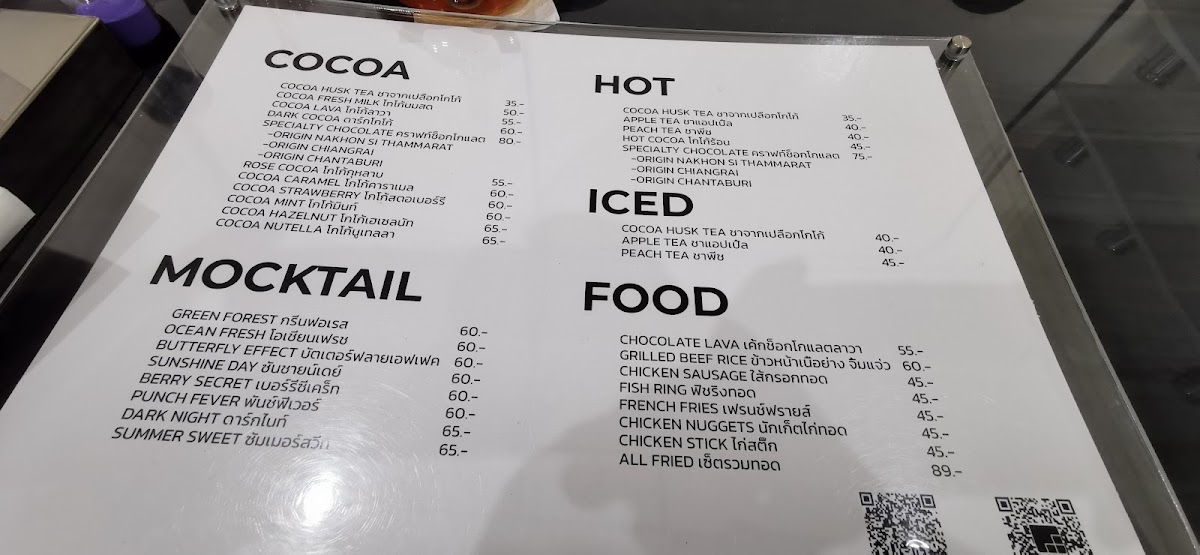 COCOA
COCOA HUSK TEA ชาจากเปลือกโกโก้ 35.-
COCOA FRESH MILK โกโก้นมสด 50.-
COCOA LAVA โกโก้ลาวา 55.-
DARK COCOA ดาร์กโกโก้ 60.-
SPECIALTY CHOCOLATE คราฟท์ช็อกโกแลต 80.-
-ORIGIN NAKHON SI THAMMARAT
-ORIGIN CHIANGRAI
-ORIGIN CHANTABURI
ROSE COCOA โกโก้กุหลาบ 55.-
COCOA CARAMEL โกโก้คาราเมล 60.-
COCOA STRAWBERRY โกโก้สตอเบอร์รี่ 60.-
COCOA MINT โกโก้มินท์ 60.-
COCOA HAZELNUT โกโก้เฮเซลนัท 65.-
COCOA NUTELLA โกโก้นูเทลลา 65.-
MOCKTAIL
GREEN FOREST กรีนฟอเรส 60.-
OCEAN FRESH โอเชียนเฟรช 60.-
BUTTERFLY EFFECT บัตเตอร์ฟลายเอฟเฟค 60.-
SUNSHINE DAY ซันชายน์เดย์ 60.-
BERRY SECRET เบอร์รี่ซีเคร็ท 60.-
PUNCH FEVER พันช์ฟีเวอร์ 60.-
DARK NIGHT ดาร์กไนท์ 65.-
SUMMER SWEET ซัมเมอร์สวีท 65.-
HOT
COCOA HUSK TEA ชาจากเปลือกโกโก้ 35.-
APPLE TEA ชาแอปเปิ้ล 40.-
PEACH TEA ชาพีช 40.-
HOT COCOA โกโก้ร้อน 45.-
SPECIALTY CHOCOLATE คราฟท์ช็อกโกแลต 75.-
-ORIGIN NAKHON SI THAMMARAT
-ORIGIN CHIANGRAI
-ORIGIN CHANTABURI
ICED
COCOA HUSK TEA ชาจากเปลือกโกโก้ 40.-
APPLE TEA ชาแอปเปิ้ล 40.-
PEACH TEA ชาพีช 45.-
FOOD
CHOCOLATE LAVA เค้กช็อกโกแลตลาวา 55.-
GRILLED BEEF RICE ข้าวหน้าเนื้อย่าง จิ้มแจ่ว 60.-
CHICKEN SAUSAGE ไส้กรอกทอด 45.-
FISH RING ฟิชริงทอด 45.-
FRENCH FRIES เฟรนช์ฟรายส์ 45.-
CHICKEN NUGGETS นักเก็ตไก่ทอด 45.-
CHICKEN STICK ไก่สติ๊ก 45.-
ALL FRIED เซ็ตรวมทอด 89.-